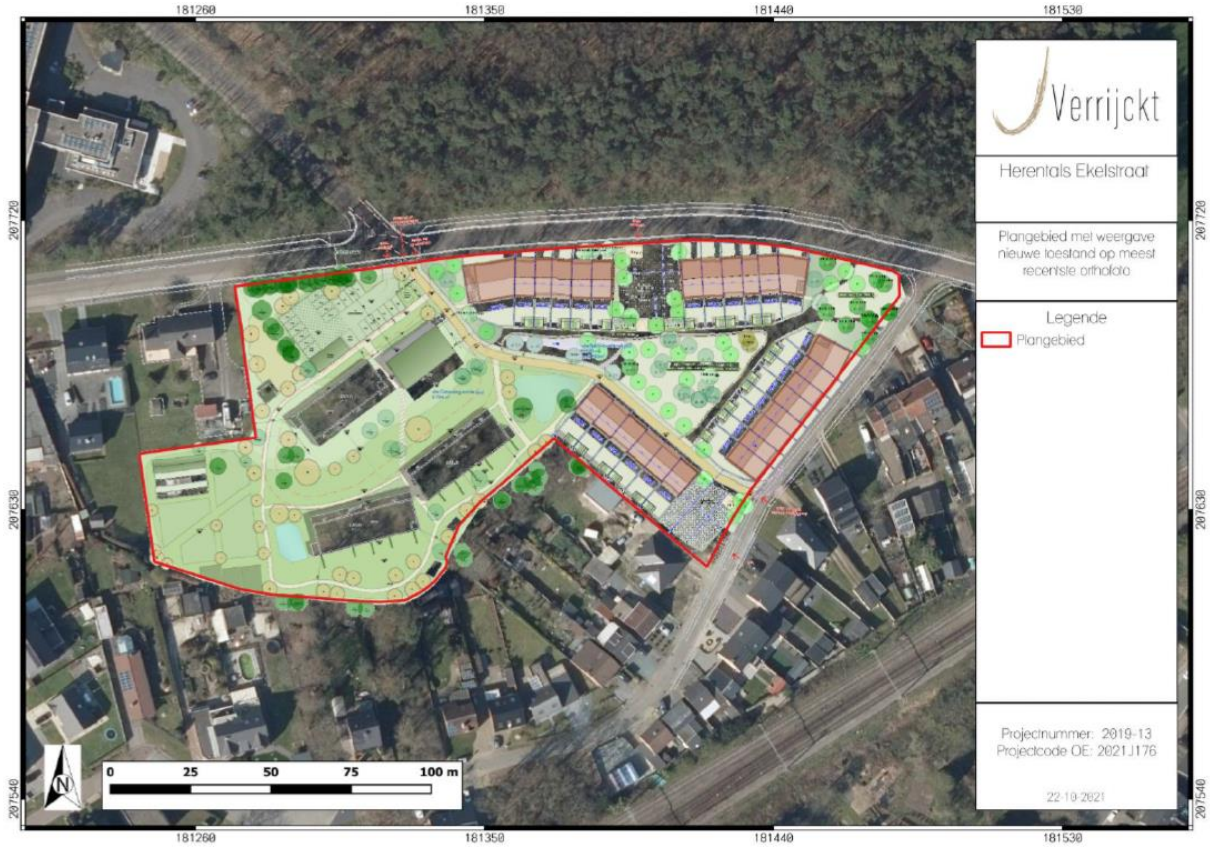 181260
181350
181440
181530
207720
207720
Verrijckt
Herentals Ekelstraat
Plangebied met weergave
nieuwe toestand op meest
recentste orthofoto
Legende
Plangebied
207630
207630
Projectnummer: 2019-13
Projectcode OE: 2021J176
22-10-2021
N
0
25
50
75
100 m
207540
207540
181260
181350
181440
181530